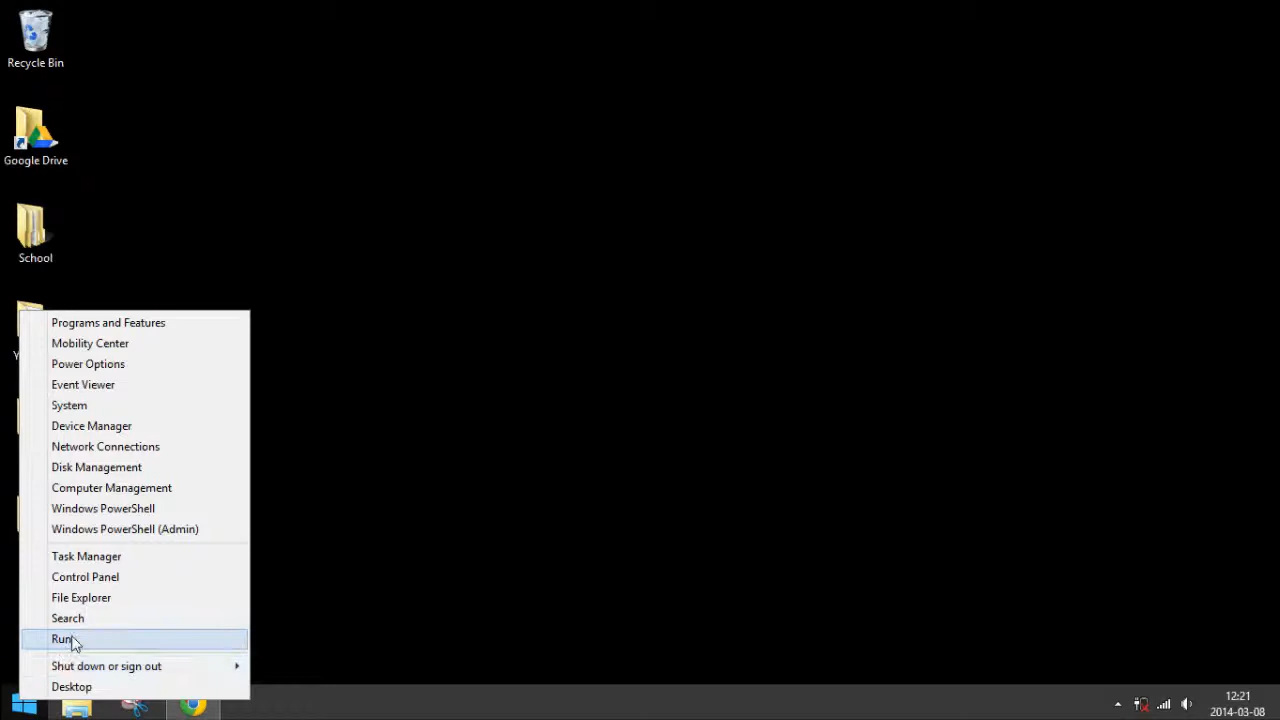 Recycle Bin
Google Drive
School
Y
Programs and Features
Mobility Center
Power Options
Event Viewer
System
Device Manager
Network Connections
Disk Management
Computer Management
Windows PowerShell
Windows PowerShell (Admin)
Task Manager
Control Panel
File Explorer
Search
Run
Shut down or sign out
Desktop
12:21
2014-03-08